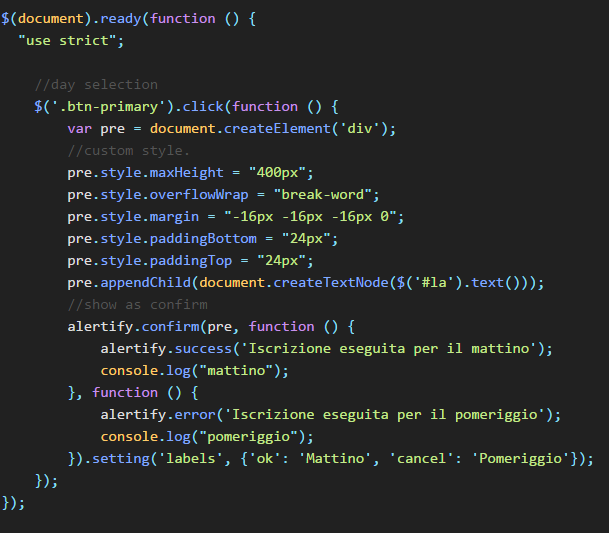 $(document).ready(function () {
"use strict";
//day selection
$('.btn-primary').click(function () {
var pre = document.createElement('div');
//custom style.
pre.style.maxHeight = "400px";
pre.style.overflowWrap = "break-word";
pre.style.margin = "-16px -16px -16px 0";
pre.style.paddingBottom = "24px";
pre.style.paddingTop = "24px";
pre.appendChild(document.createTextNode($('#la').text()));
//show as confirm
alertify.confirm(pre, function () {
alertify.success('Iscrizione eseguita per il mattino');
console.log("mattino");
}, function () {
alertify.error('Iscrizione eseguita per il pomeriggio');
console.log("pomeriggio");
}).setting('labels', {'ok': 'Mattino', 'cancel': 'Pomeriggio'});
});
});